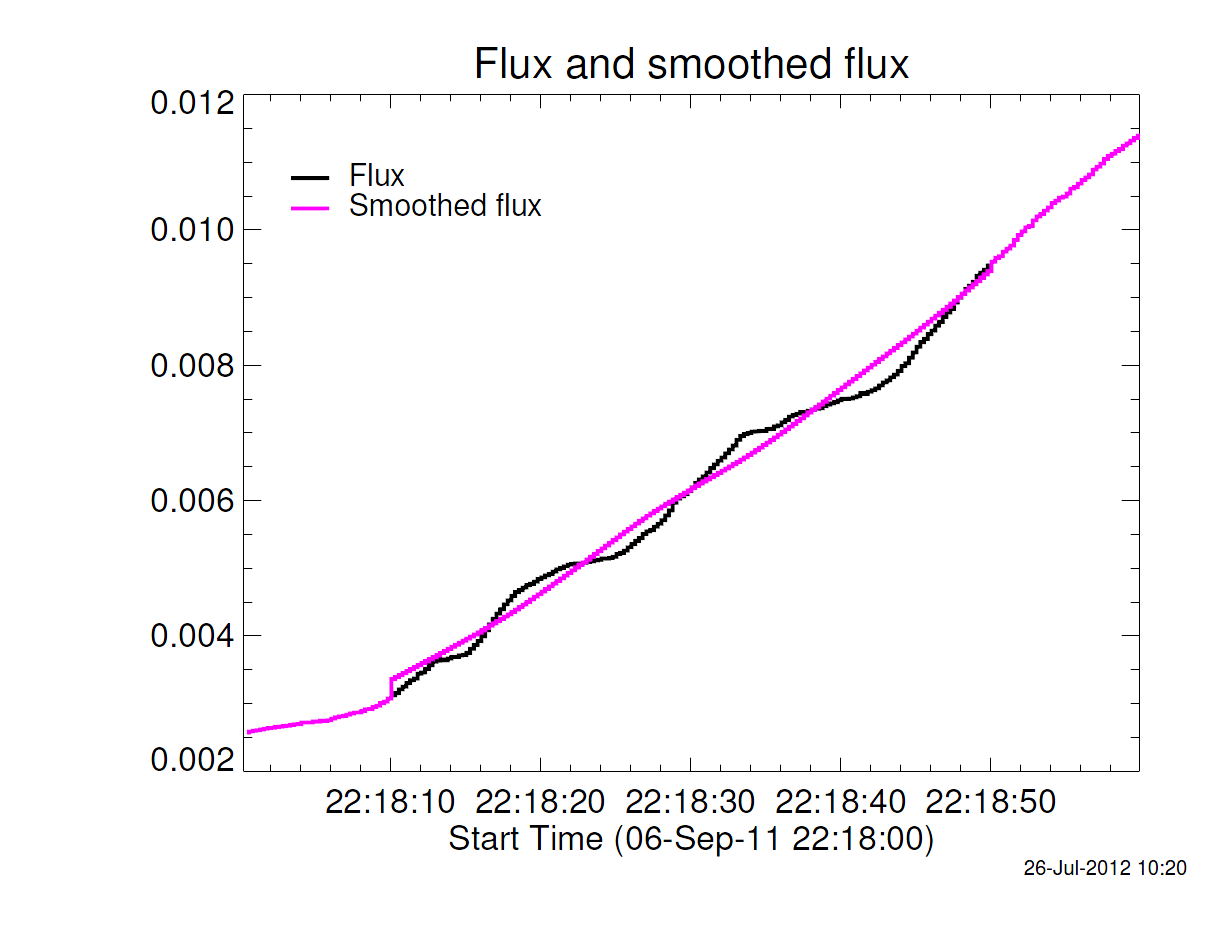 Flux and smoothed flux
0.012
Flux
Smoothed flux
0.010
0.008
0.006
0.004
0.002
22:18:10 22:18:20 22:18:30 22:18:40 22:18:50
Start Time (06-Sep-11 22:18:00)
26-Jul-2012 10:20